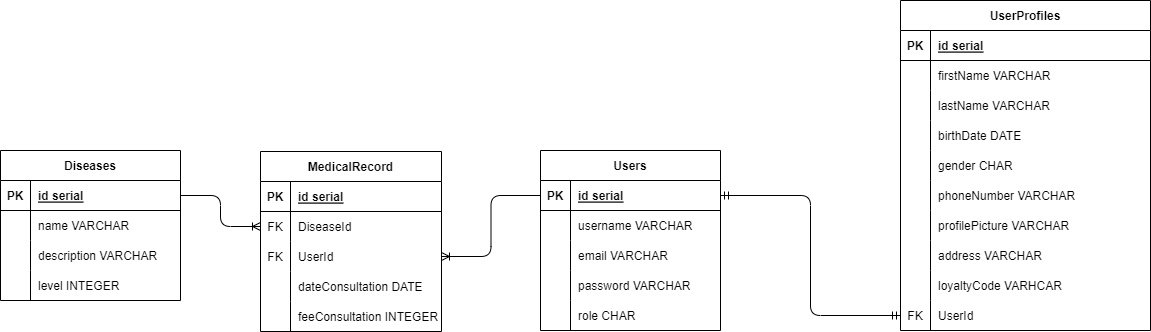 Diseases
PK id serial
name VARCHAR
description VARCHAR
level INTEGER
MedicalRecord
PK id serial
FK DiseaseId
FK UserId
dateConsultation DATE
feeConsultation INTEGER
Users
PK id serial
username VARCHAR
email VARCHAR
password VARCHAR
role CHAR
UserProfiles
PK id serial
firstName VARCHAR
lastName VARCHAR
birthDate DATE
gender CHAR
phoneNumber VARCHAR
profilePicture VARCHAR
address VARCHAR
loyaltyCode VARHCAR
FK UserId